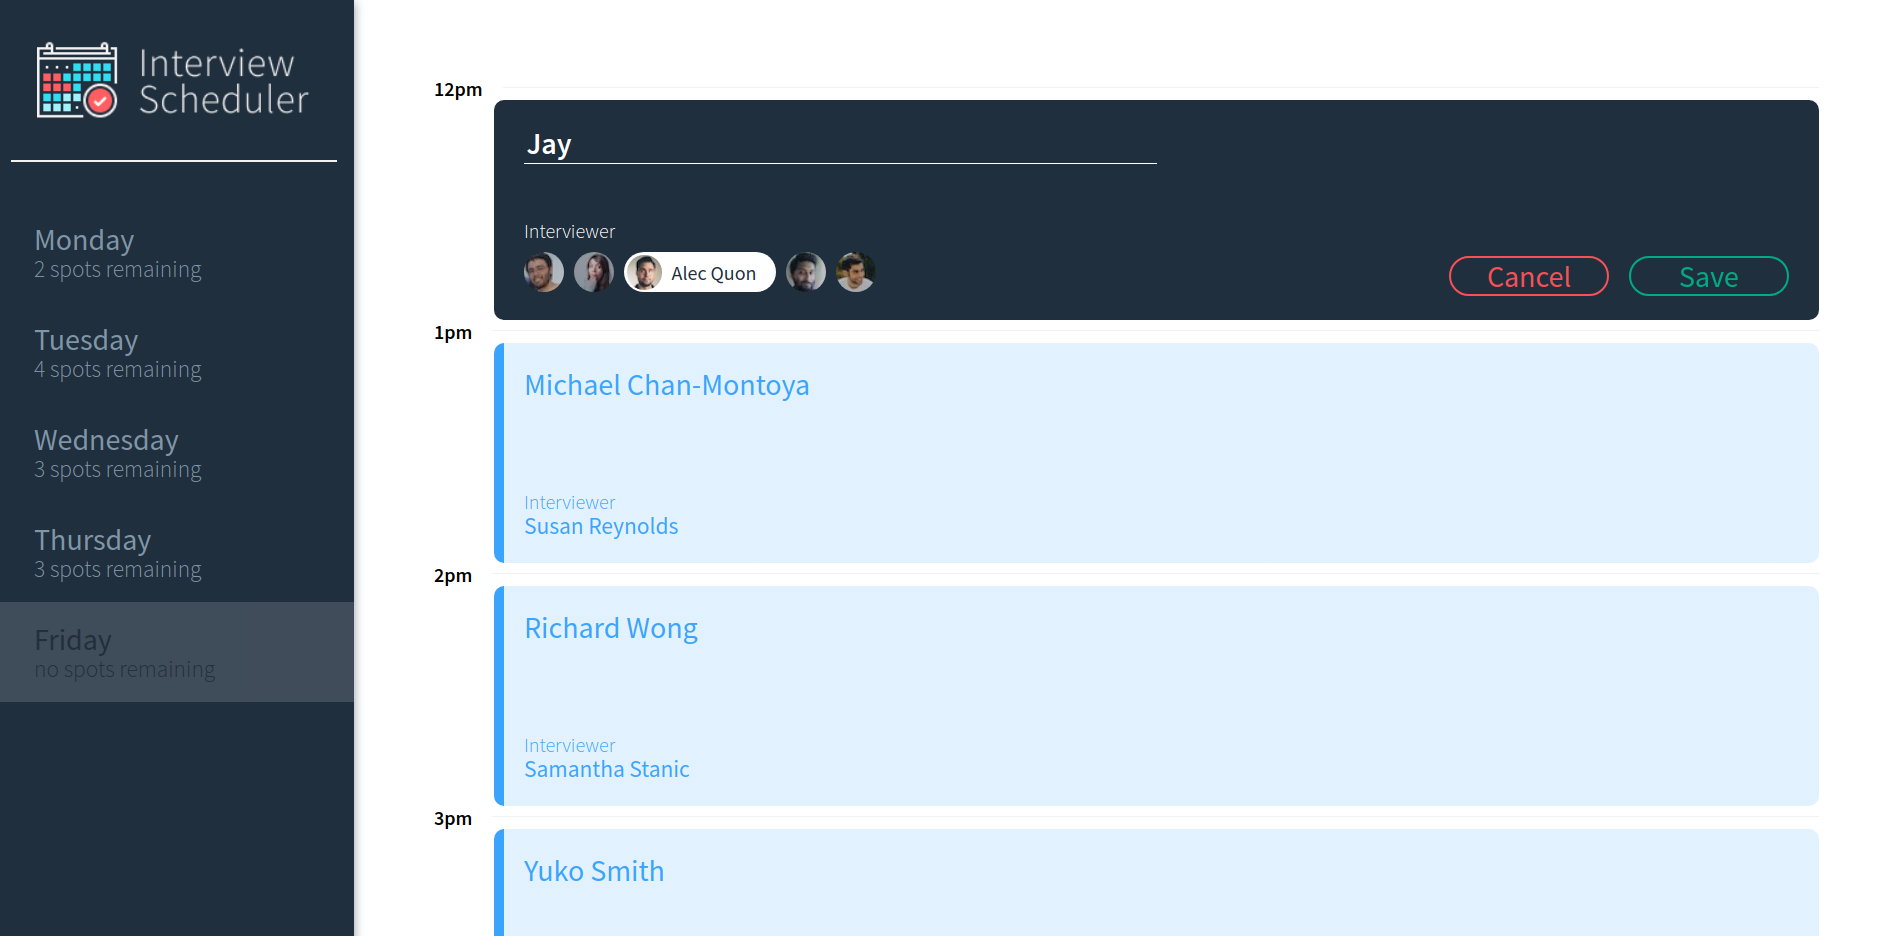 Interview
Scheduler
Monday
2 spots remaining
Tuesday
4 spots remaining
Wednesday
3 spots remaining
Thursday
3 spots remaining
Friday
no spots remaining
12pm
Jay
Interviewer
Alec Quon
Cancel
Save
1pm
Michael Chan-Montoya
Interviewer
Susan Reynolds
2pm
Richard Wong
Interviewer
Samantha Stanic
3pm
Yuko Smith